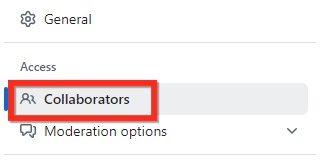 General
Access
Collaborators
Moderation options